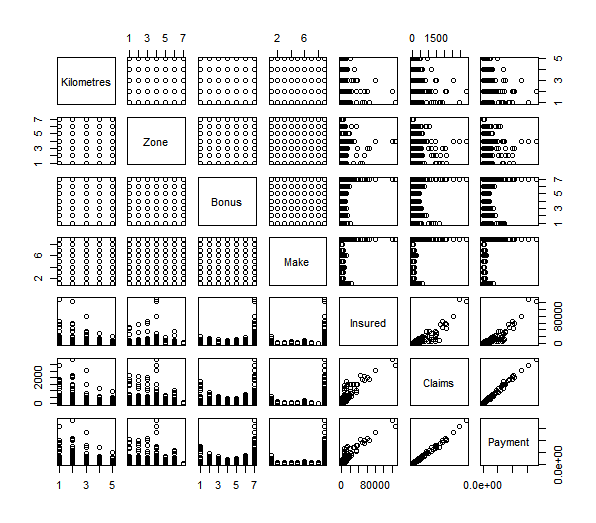 1 3 5 7
2 6
0 1500
Kilometres
1 3 5
1 3 5 7
Zone
Bonus
1 3 5 7
2 6
Make
Insured
0 80000
0 2000
Claims
Payment
0.0e+00
1 3 5
1 3 5 7
0 80000
0.0e+00